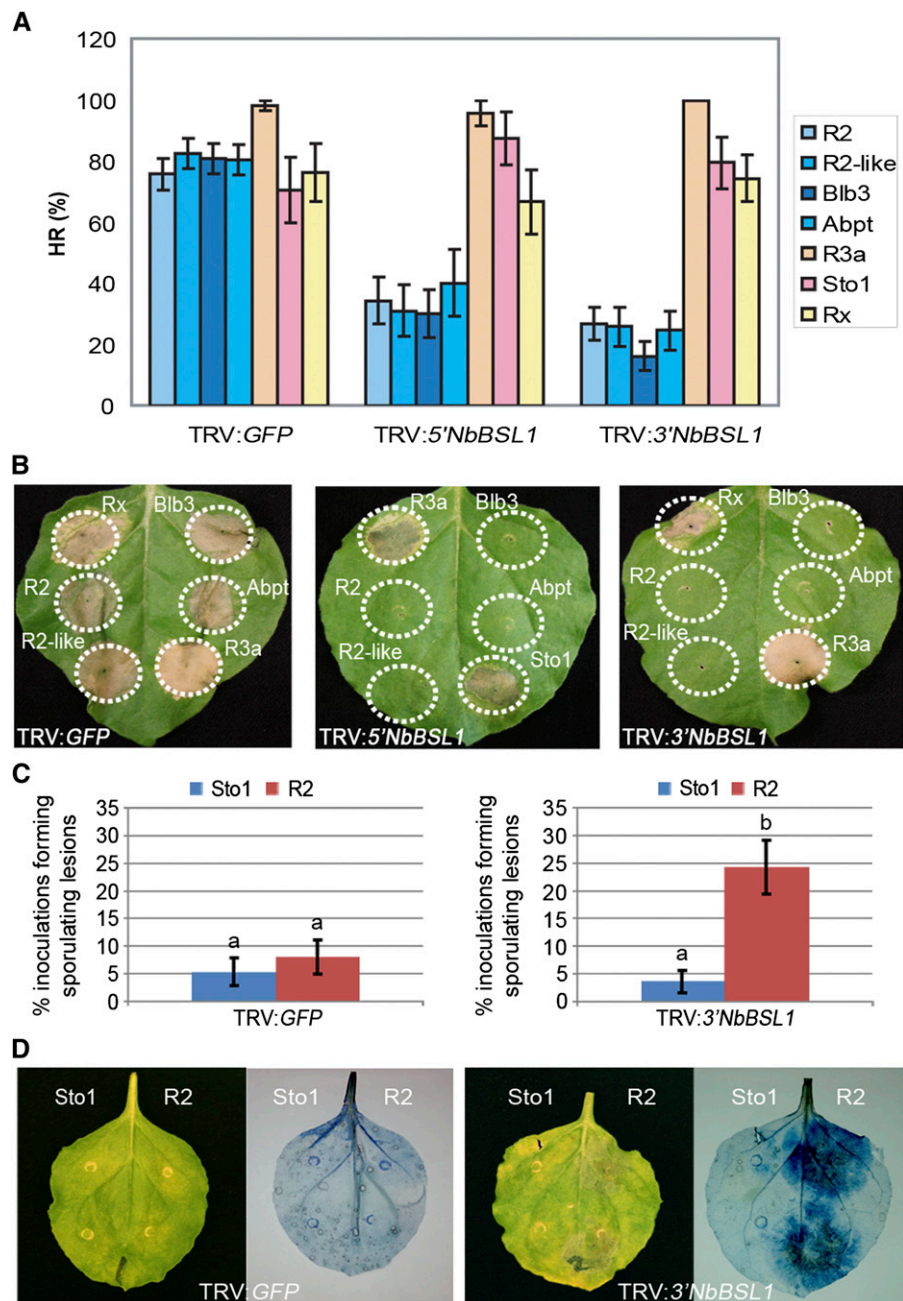 A
HR (%)
120
100
80
60
40
20
0
TRV:GFP
TRV:5'NbBSL1
TRV:3'NbBSL1
R2
R2-like
Blb3
Abpt
R3a
Sto1
Rx
B
Rx
Blb3
R2
Abpt
R2-like
R3a
TRV:GFP
R3a
Blb3
R2
Abpt
R2-like
Sto1
TRV:5'NbBSL1
Rx
Blb3
R2
Abpt
R2-like
R3a
TRV:3'NbBSL1
C
Sto1 R2
% inoculations forming
sporulating lesions
35
30
25
20
15
10
5
0
a
a
TRV:GFP
Sto1 R2
% inoculations forming
sporulating lesions
35
30
25
20
15
10
5
0
a
b
TRV:3'NbBSL1
D
Sto1 R2
Sto1 R2
TRV:GFP
Sto1 R2
Sto1 R2
TRV:3'NbBSL1